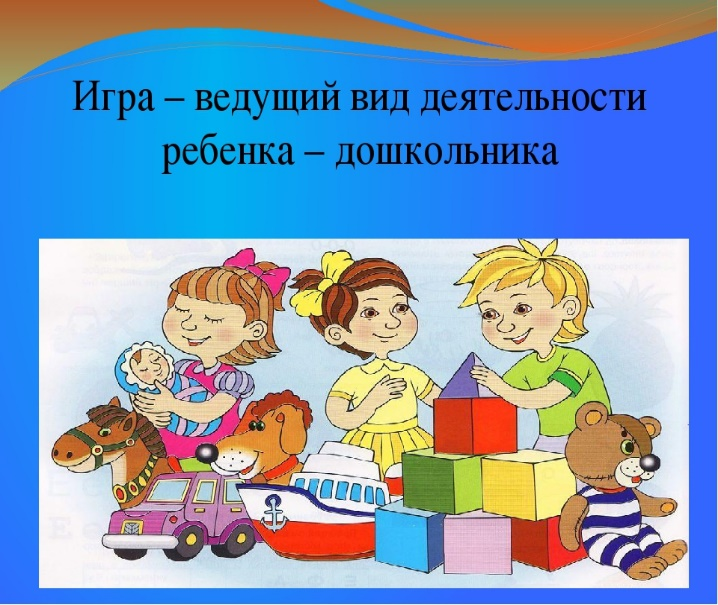 Игра – ведущий вид деятельности
ребенка – дошкольника